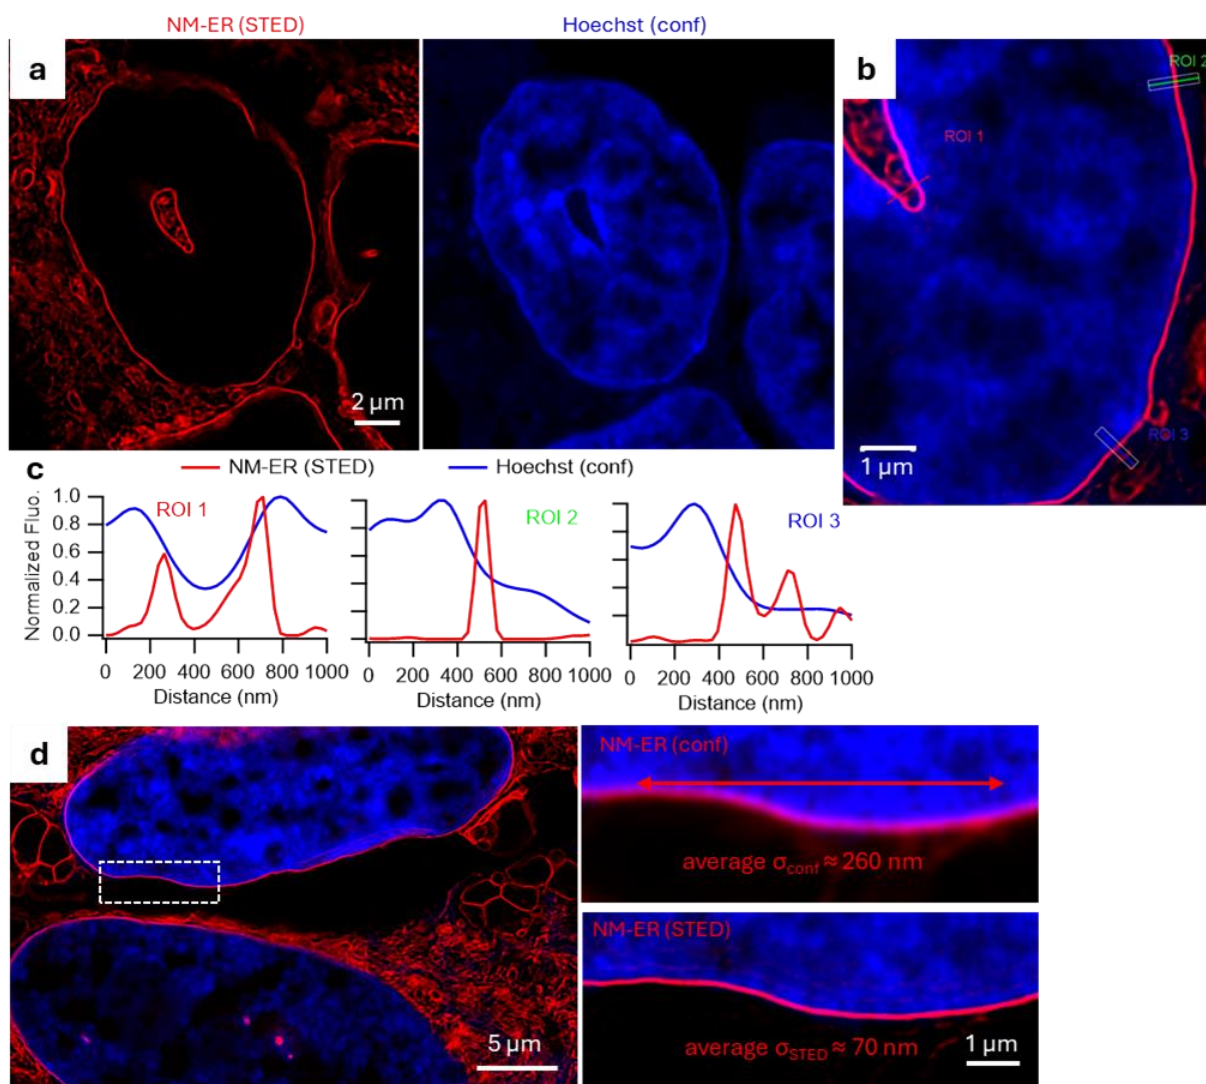 NM-ER (STED)
Hoechst (conf)
a
2 µm
b
ROI 1
ROI 2
ROI 3
1 µm
c
NM-ER (STED)
Hoechst (conf)
Normalized Fluo.
1.0
0.8
0.6
0.4
0.2
0.0
ROI 1
0 200 400 600 800 1000
Distance (nm)
ROI 2
0 200 400 600 800 1000
Distance (nm)
ROI 3
0 200 400 600 800 1000
Distance (nm)
d
5 µm
NM-ER (conf)
average σconf ≈ 260 nm
NM-ER (STED)
average σSTED ≈ 70 nm
1 µm